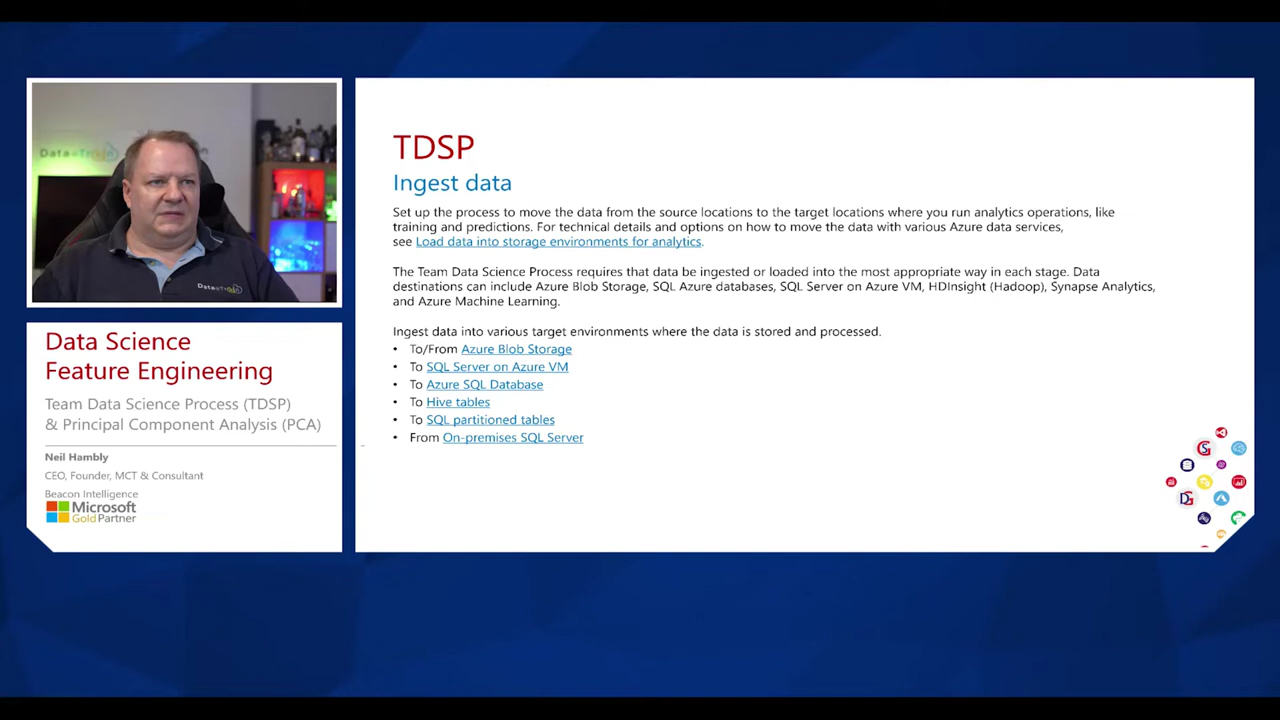 TDSP
Ingest data
Set up the process to move the data from the source locations to the target locations where you run analytics operations, like
training and predictions. For technical details and options on how to move the data with various Azure data services,
see Load data into storage environments for analytics.
The Team Data Science Process requires that data be ingested or loaded into the most appropriate way in each stage. Data
destinations can include Azure Blob Storage, SQL Azure databases, SQL Server on Azure VM, HDInsight (Hadoop), Synapse Analytics,
and Azure Machine Learning.
Ingest data into various target environments where the data is stored and processed.
• To/From Azure Blob Storage
• To SQL Server on Azure VM
• To Azure SQL Database
• To Hive tables
• To SQL partitioned tables
• From On-premises SQL Server
Data Science
Feature Engineering
Team Data Science Process (TDSP)
& Principal Component Analysis (PCA)
Neil Hambly
CEO, Founder, MCT & Consultant
Beacon Intelligence
Microsoft
Gold Partner